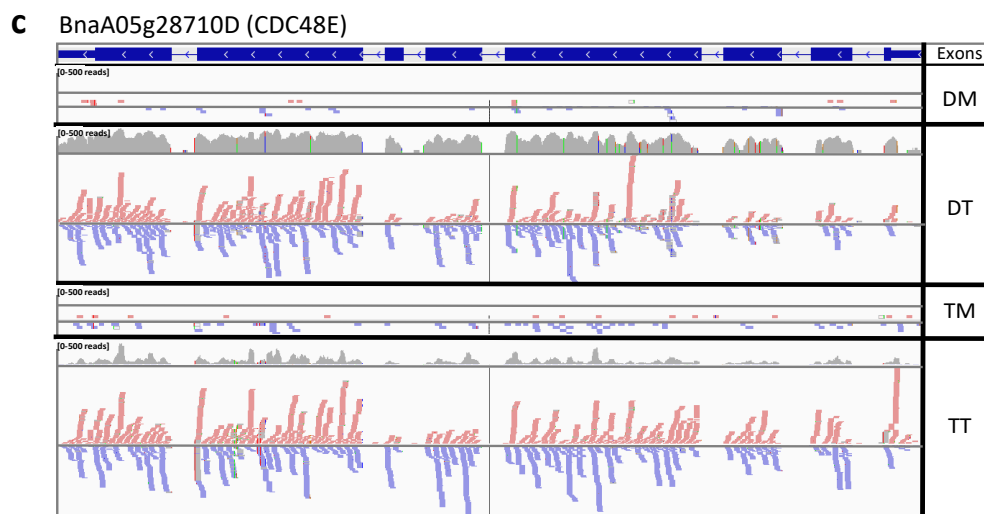 c BnaA05g28710D (CDC48E)
Exons
[0-500 reads]
DM
[0-500 reads]
DT
[0-500 reads]
TM
[0-500 reads]
TT